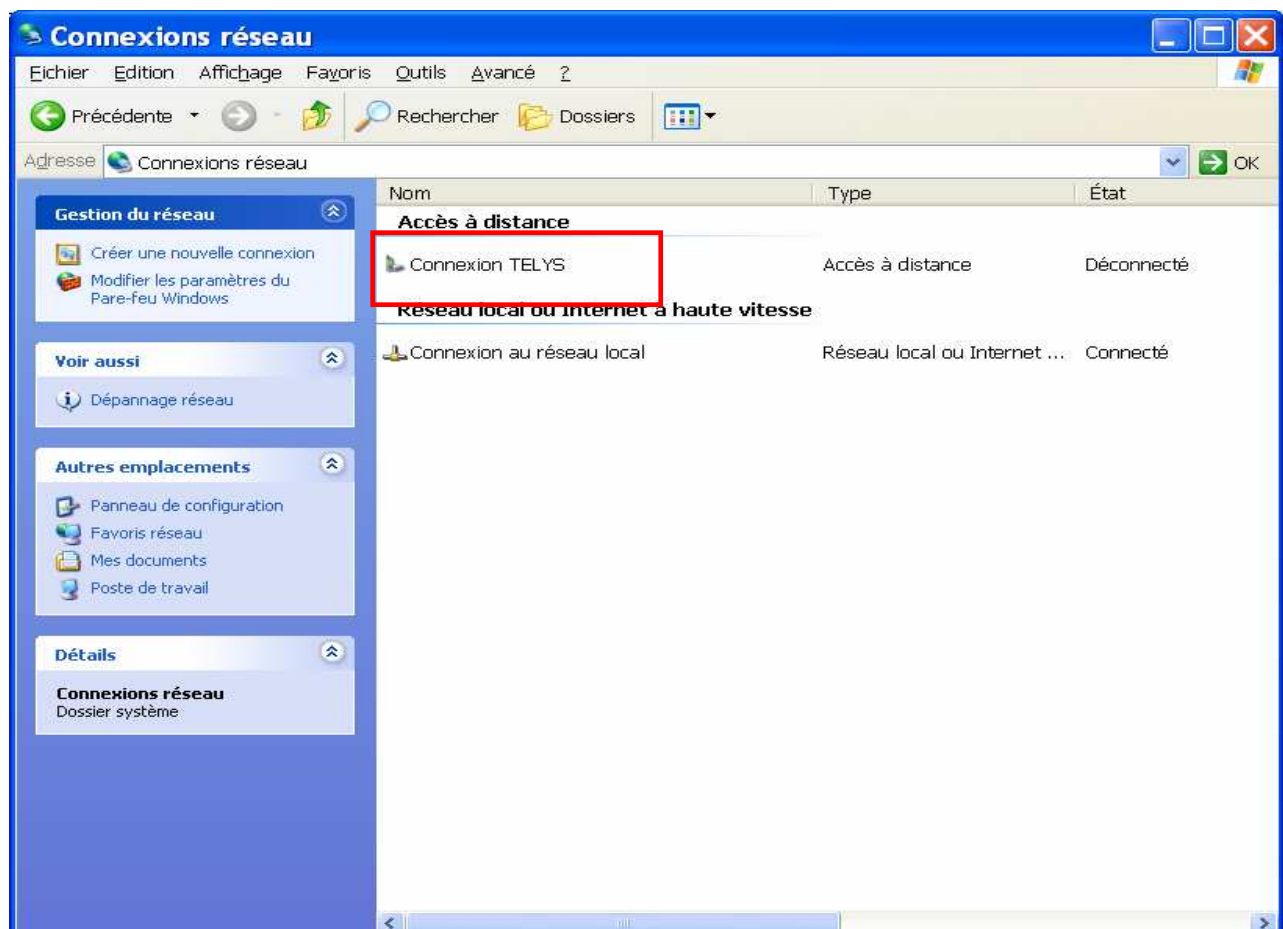 Connexions réseau
Eichier Edition Affichage Favoris Outils Avancé ?
Précédente Rechercher Dossiers
Adresse Connexions réseau OK
Nom Type État
Gestion du réseau
Créer une nouvelle connexion
Modifier les paramètres du
Pare-feu Windows
Voir aussi
Dépannage réseau
Autres emplacements
Panneau de configuration
Favoris réseau
Mes documents
Poste de travail
Détails
Connexions réseau
Dossier système
Accès à distance
Connexion TELYS Accès à distance Déconnecté
Réseau local ou Internet à haute vitesse
Connexion au réseau local Réseau local ou Internet ... Connecté